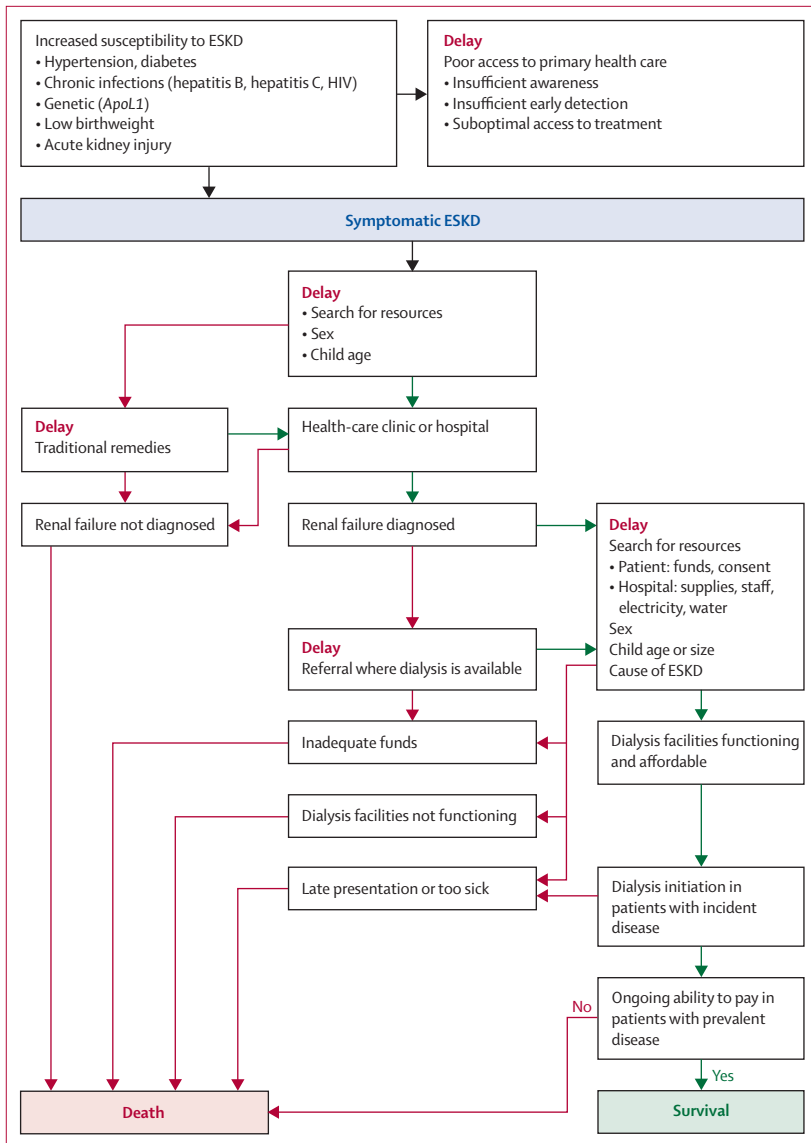 Increased susceptibility to ESKD
• Hypertension, diabetes
• Chronic infections (hepatitis B, hepatitis C, HIV)
• Genetic (ApoL1)
• Low birthweight
• Acute kidney injury
Delay
Poor access to primary health care
• Insufficient awareness
• Insufficient early detection
• Suboptimal access to treatment
Symptomatic ESKD
Delay
• Search for resources
• Sex
• Child age
Delay
Traditional remedies
Health-care clinic or hospital
Renal failure not diagnosed
Renal failure diagnosed
Delay
Search for resources
• Patient: funds, consent
• Hospital: supplies, staff,
electricity, water
Sex
Child age or size
Cause of ESKD
Delay
Referral where dialysis is available
Inadequate funds
Dialysis facilities functioning
and affordable
Dialysis facilities not functioning
Late presentation or too sick
Dialysis initiation in
patients with incident
disease
No
Ongoing ability to pay in
patients with prevalent
disease
Yes
Death
Survival